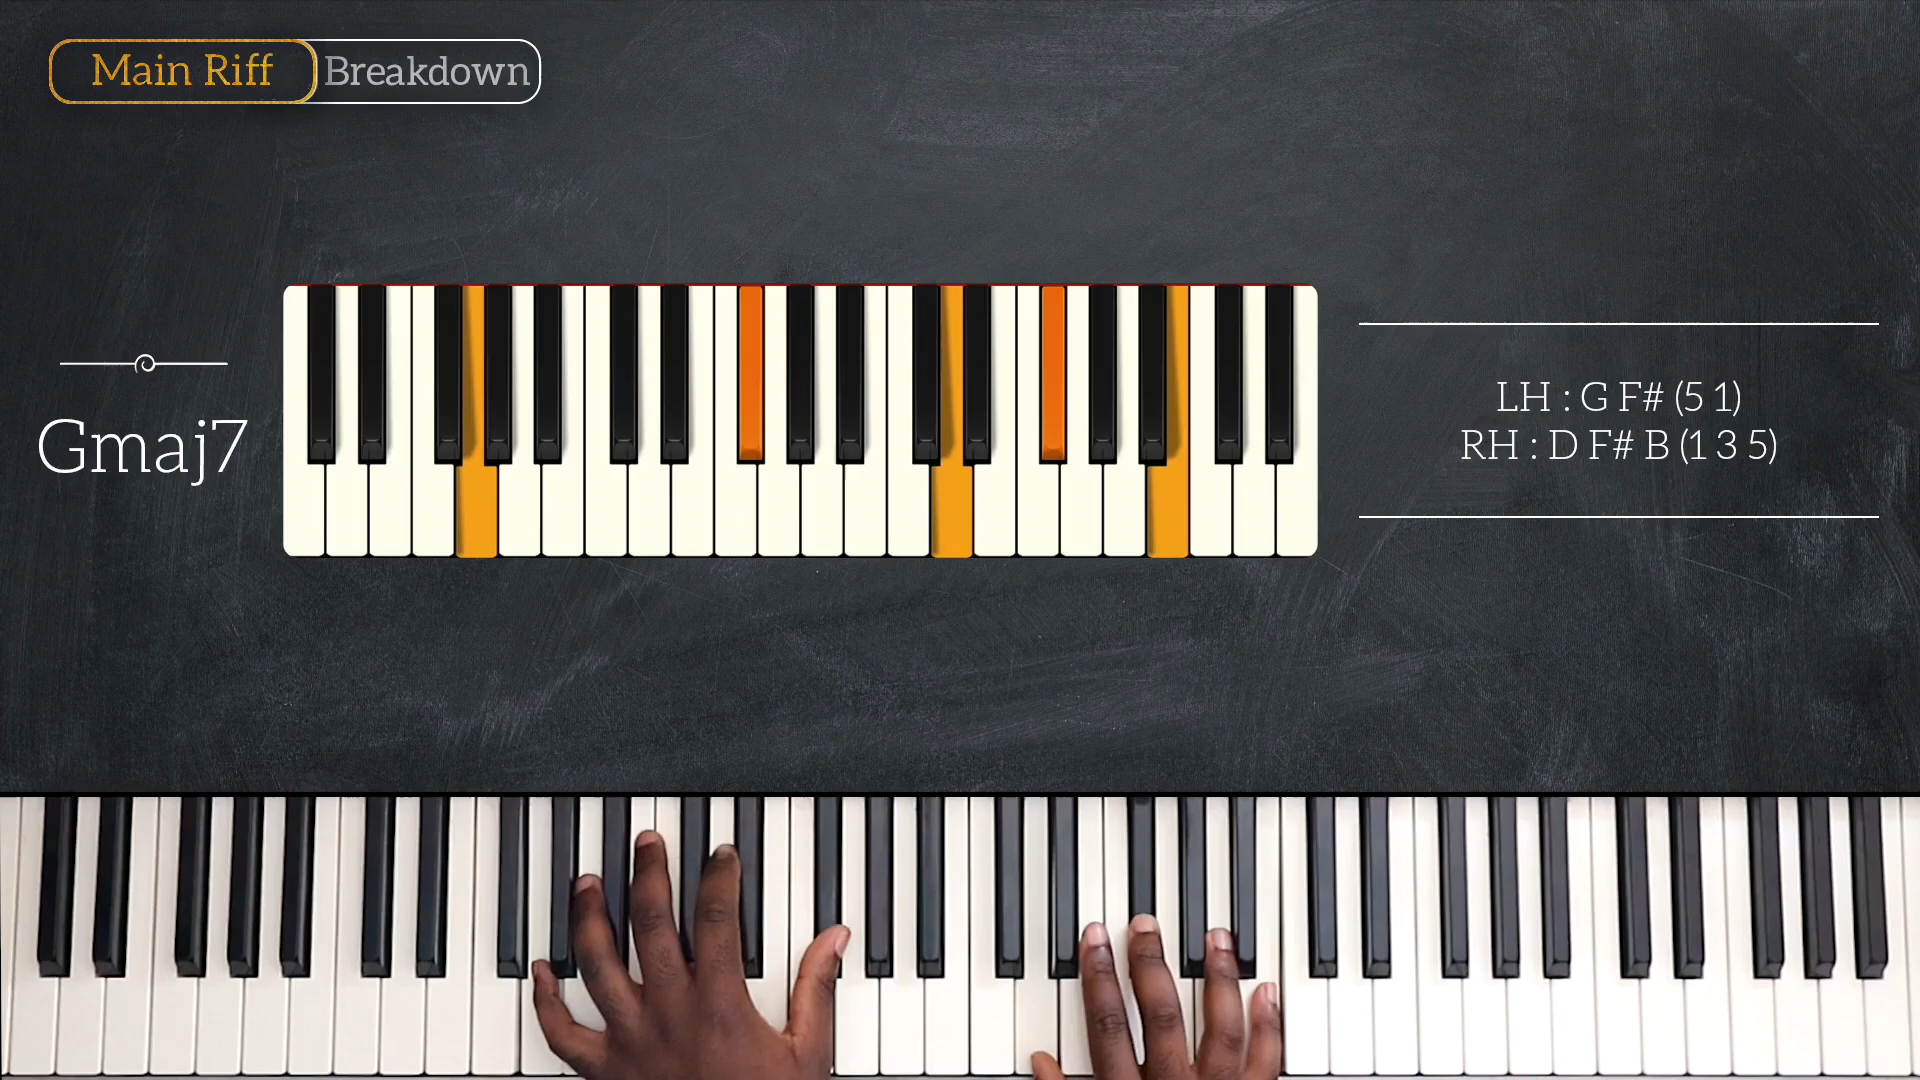 Main Riff Breakdown
Gmaj7
LH : G F# (5 1)
RH : D F# B (1 3 5)